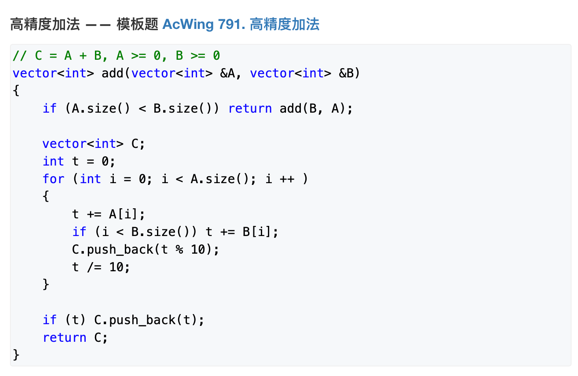 高精度加法 —— 模板题 AcWing 791. 高精度加法
// C = A + B, A >= 0, B >= 0
vector<int> add(vector<int> &A, vector<int> &B)
{
    if (A.size() < B.size()) return add(B, A);

    vector<int> C;
    int t = 0;
    for (int i = 0; i < A.size(); i ++ )
    {
        t += A[i];
        if (i < B.size()) t += B[i];
        C.push_back(t % 10);
        t /= 10;
    }

    if (t) C.push_back(t);
    return C;
}